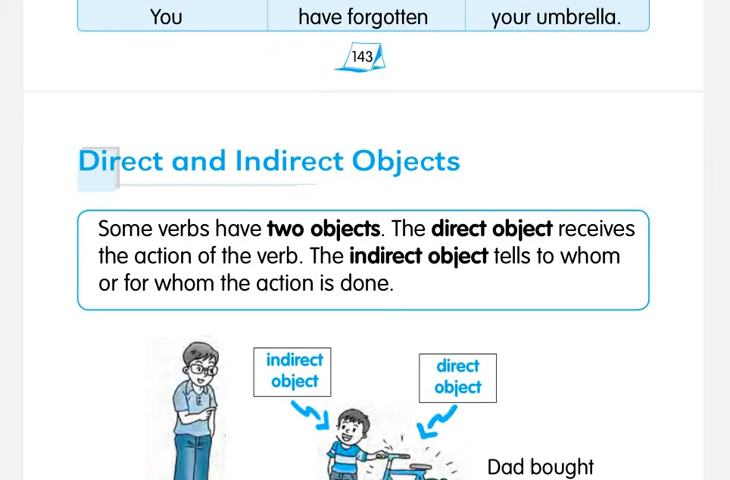 You have forgotten your umbrella.
143
Direct and Indirect Objects
Some verbs have two objects. The direct object receives
the action of the verb. The indirect object tells to whom
or for whom the action is done.
indirect
object
direct
object
Dad bought